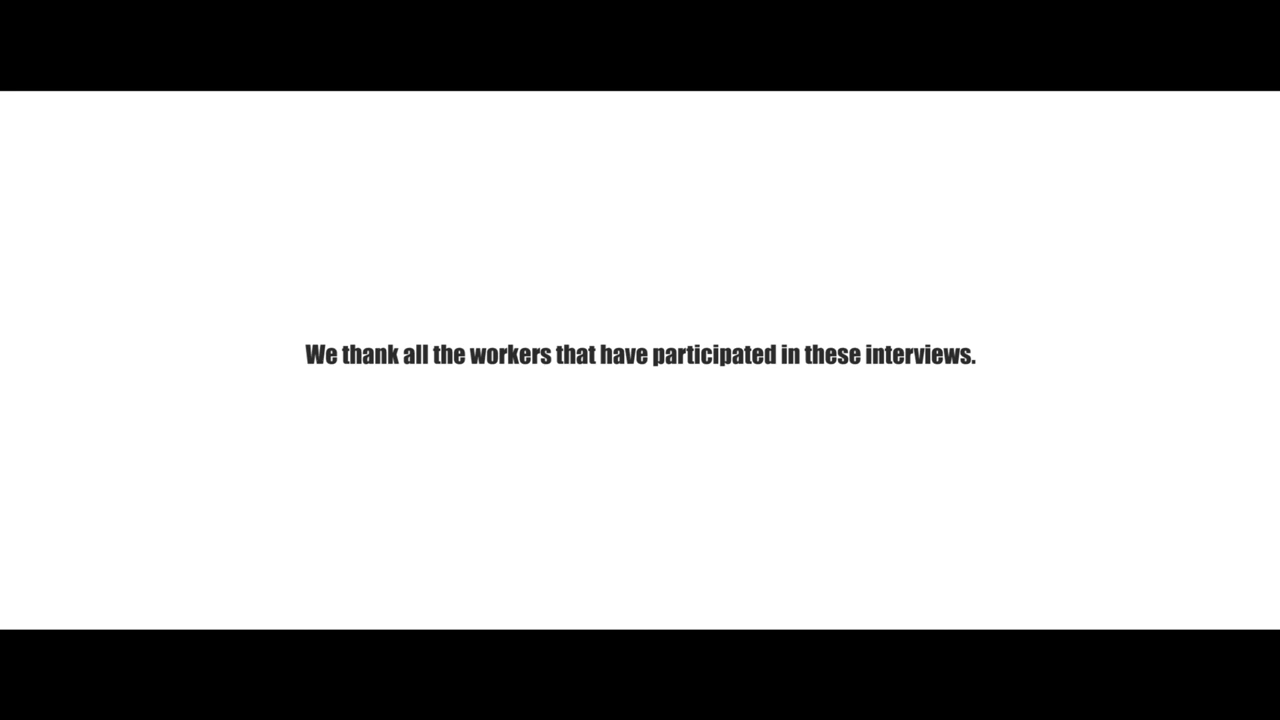 We thank all the workers that have participated in these interviews.